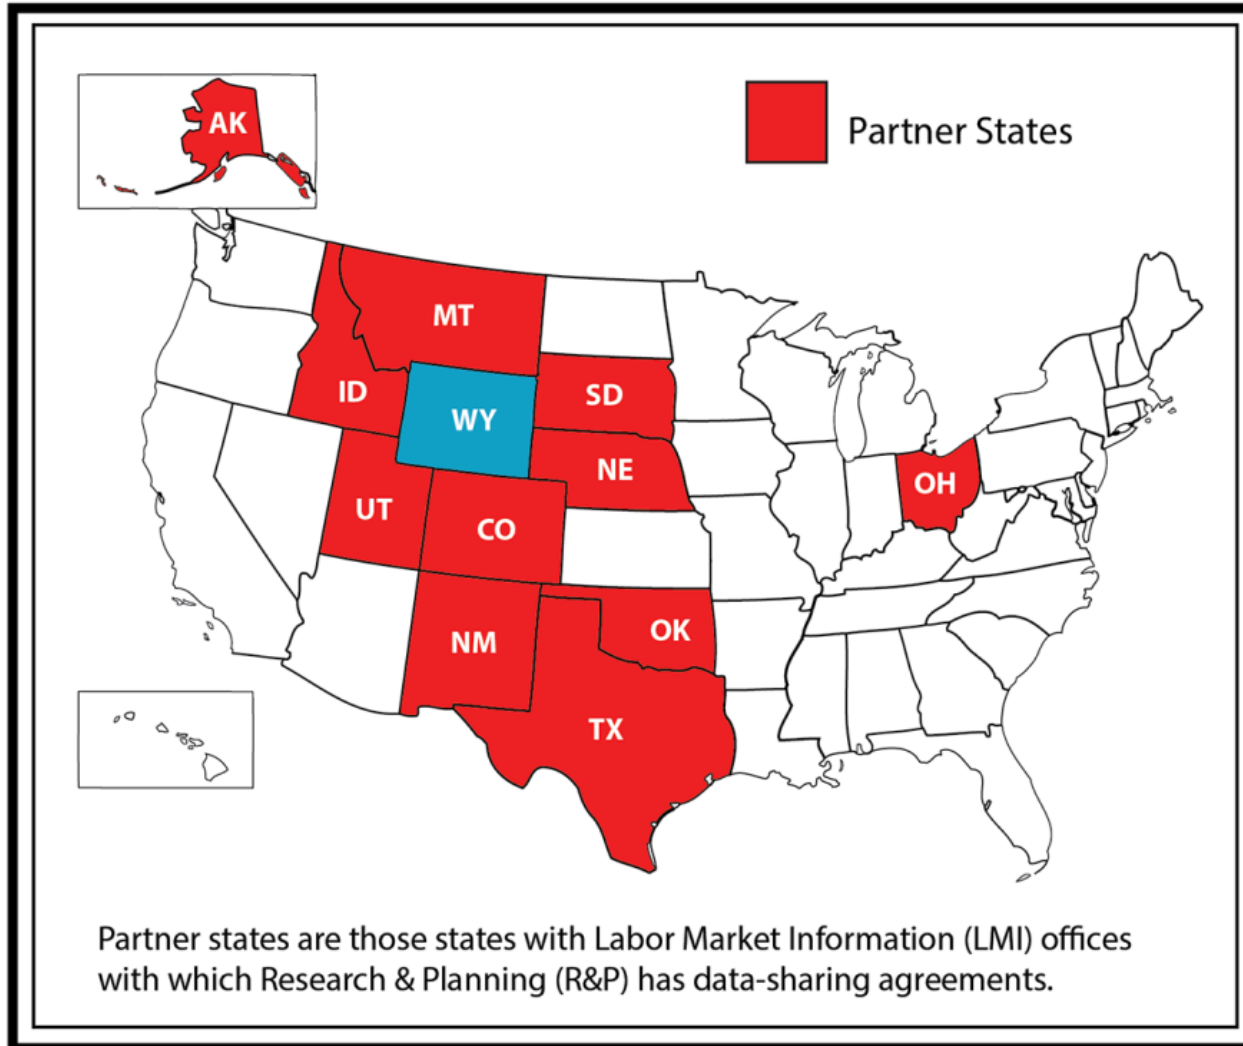 AK
Partner States
MT
ID
WY
SD
NE
UT
CO
OH
NM
OK
TX
Partner states are those states with Labor Market Information (LMI) offices
with which Research & Planning (R&P) has data-sharing agreements.